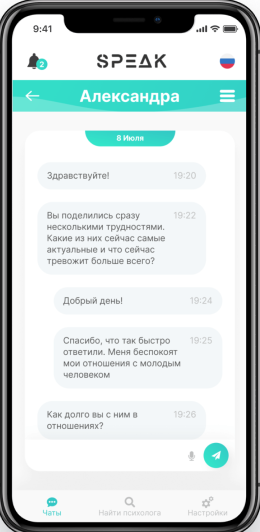 9:41
2
SPEAK
Александра
8 Июля
Здравствуйте! 19:20
Вы поделились сразу 19:22
несколькими трудностями.
Какие из них сейчас самые
актуальные и что сейчас
тревожит больше всего?
Добрый день! 19:24
Спасибо, что так быстро 19:25
ответили. Меня беспокоят
мои отношения с молодым
человеком
Как долго вы с ним в 19:26
отношениях?
Чаты
Найти психолога
Настройки